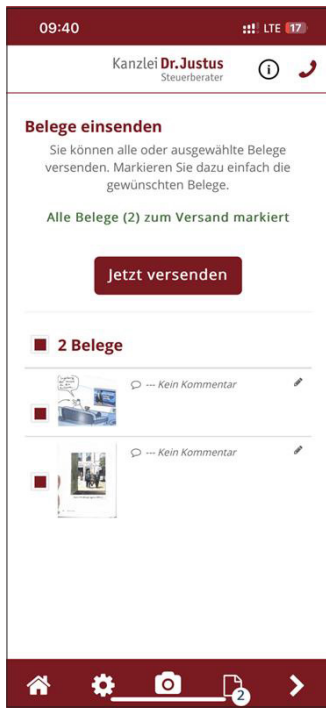 09:40
LTE 17
Kanzlei Dr.Justus
Steuerberater
Belege einsenden
Sie können alle oder ausgewählte Belege
versenden. Markieren Sie dazu einfach die
gewünschten Belege.
Alle Belege (2) zum Versand markiert
Jetzt versenden
2 Belege
--- Kein Kommentar
--- Kein Kommentar
2